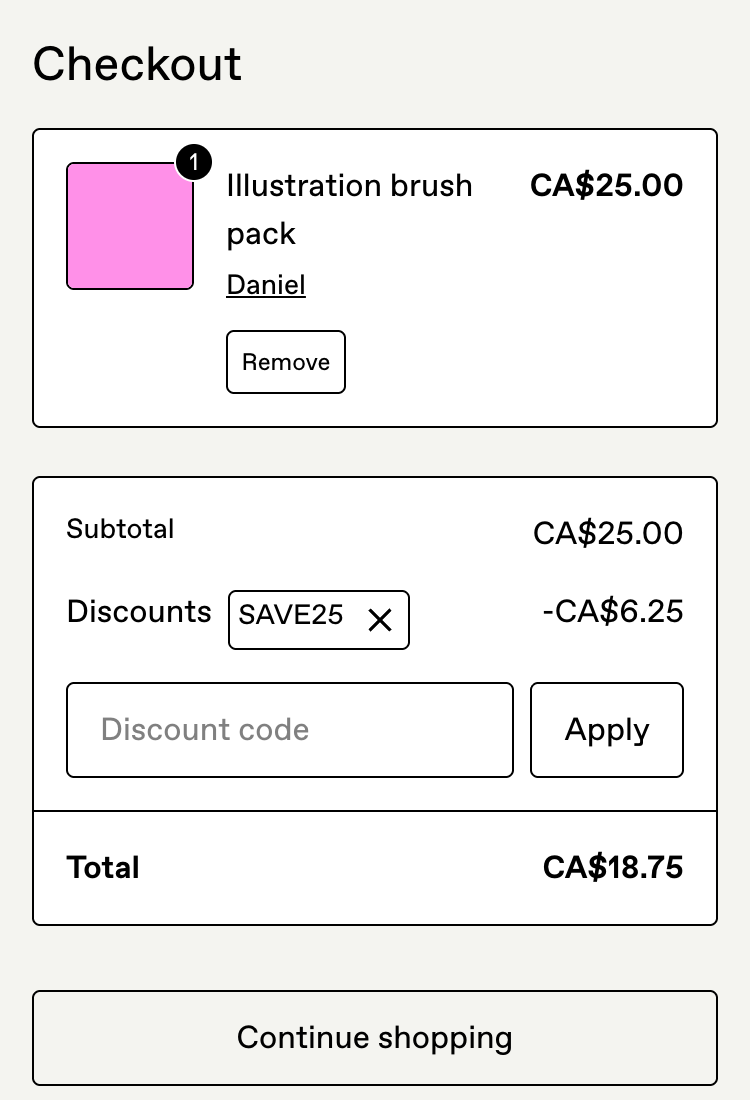 Checkout
1
Illustration brush CA$25.00
pack
Daniel
Remove
Subtotal CA$25.00
Discounts SAVE25 -CA$6.25
Discount code Apply
Total CA$18.75
Continue shopping